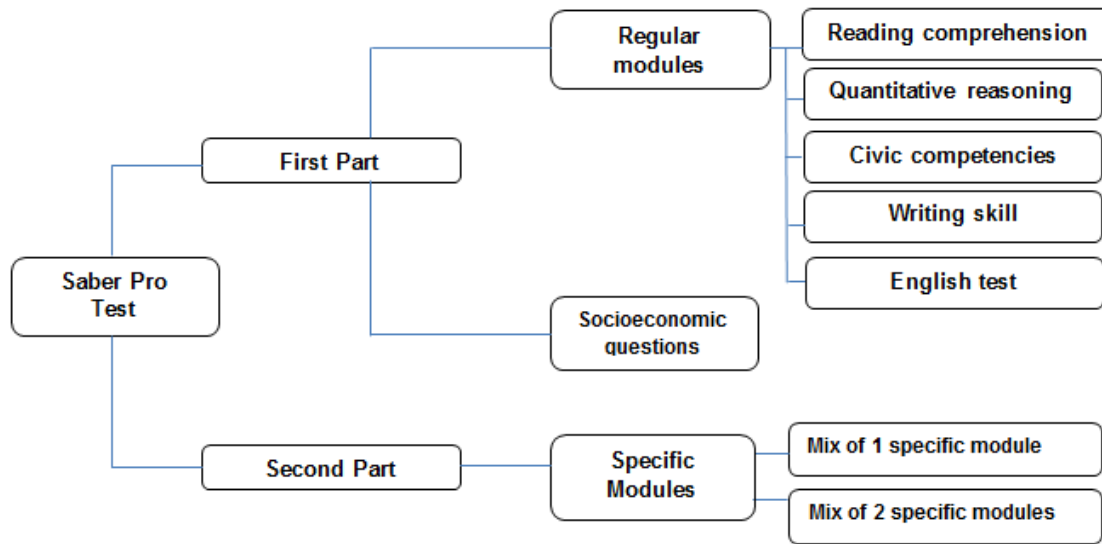 Regular
modules
Reading comprehension
Quantitative reasoning
Civic competencies
Writing skill
English test
First Part
Saber Pro
Test
Socioeconomic
questions
Second Part
Specific
Modules
Mix of 1 specific module
Mix of 2 specific modules